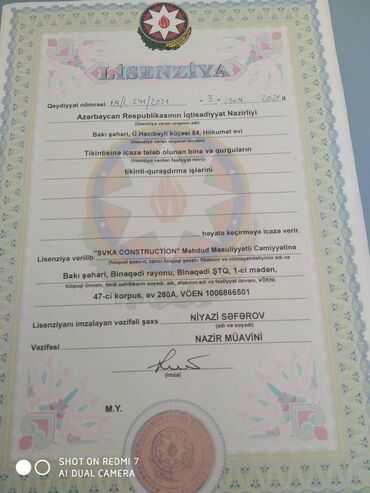 LİSENZİYA
Qeydiyyat nömrəsi İN/L-241/2021 - 3 - iyun 2021 il
Azərbaycan Respublikasının İqtisadiyyat Nazirliyi
(lisenziya verən orqanın adı)
Bakı şəhəri, Ü.Hacıbəyli küçəsi 84, Hökumət evi
(lisenziya verən orqanın ünvanı)
Tikintisinə icazə tələb olunan bina və qurğuların
(lisenziya verilən fəaliyyət növü)
tikinti-quraşdırma işlərini
həyata keçirməyə icazə verir.
Lisenziya verilib "SVKA CONSTRUCTION" Məhdud Məsuliyyətli Cəmiyyətinə
(hüquqi şəxsin, xarici hüquqi şəxsin filialının və nümayəndəliyinin adı və
Bakı şəhəri, Binəqədi rayonu, Binəqədi ŞTQ, 1-ci mədən,
hüquqi ünvanı, fərdi sahibkarın soyadı, adı, atasının adı və fəaliyyət ünvanı, VÖEN)
47-ci korpus, ev 280A, VÖEN 1006866501
Lisenziyanı imzalayan vəzifəli şəxs NİYAZİ SƏFƏROV
(adı və soyadı)
Vəzifəsi NAZİR MÜAVİNİ
(imza)
M.Y.
SHOT ON REDMI 7
AI DUAL CAMERA